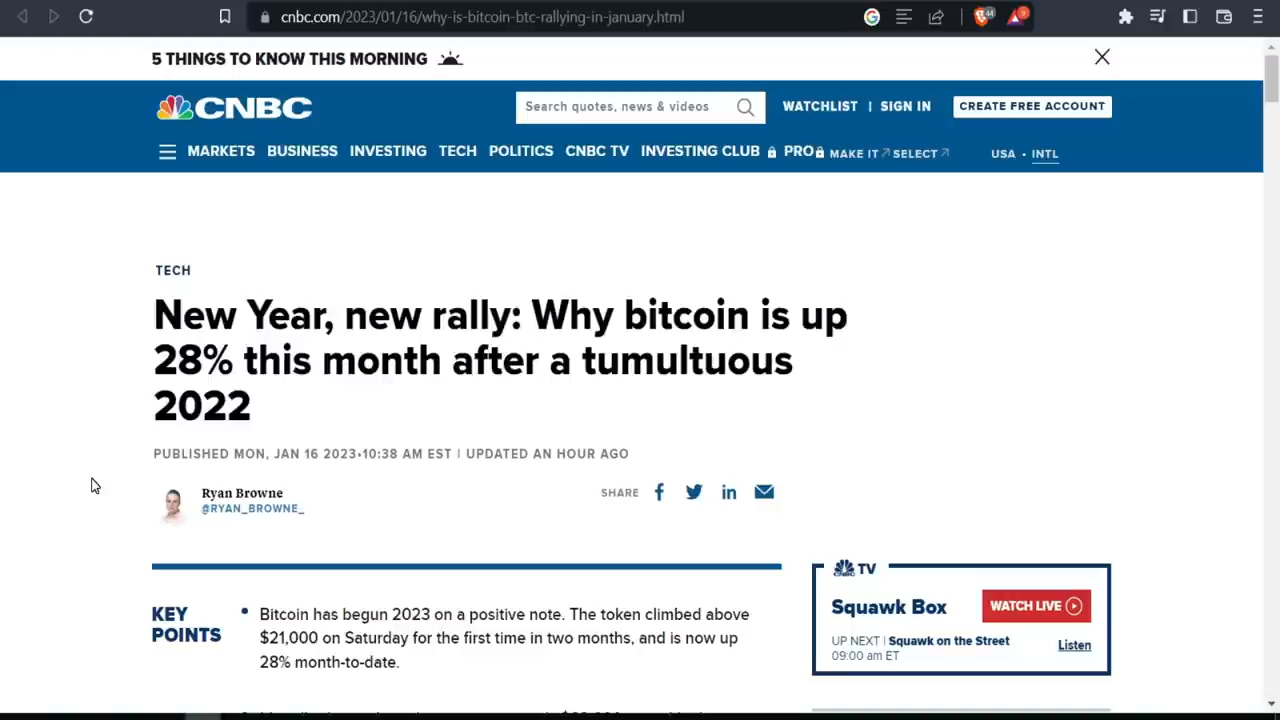 cnbc.com/2023/01/16/why-is-bitcoin-btc-rallying-in-january.html
5 THINGS TO KNOW THIS MORNING
CNBC
Search quotes, news & videos
WATCHLIST | SIGN IN
CREATE FREE ACCOUNT
MARKETS BUSINESS INVESTING TECH POLITICS CNBC TV INVESTING CLUB PRO MAKE IT SELECT USA • INTL
TECH
New Year, new rally: Why bitcoin is up
28% this month after a tumultuous
2022
PUBLISHED MON, JAN 16 2023•10:38 AM EST | UPDATED AN HOUR AGO
Ryan Browne
@RYAN_BROWNE_
SHARE
KEY
POINTS
Bitcoin has begun 2023 on a positive note. The token climbed above
$21,000 on Saturday for the first time in two months, and is now up
28% month-to-date.
TV
Squawk Box
WATCH LIVE
UP NEXT | Squawk on the Street
09:00 am ET
Listen